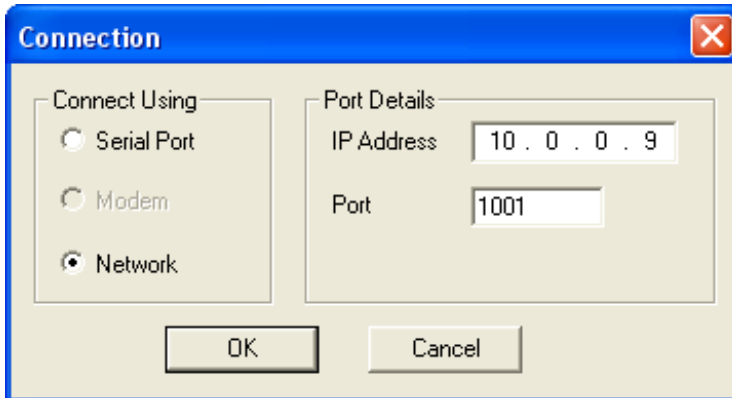 Connection
Connect Using
Serial Port
Modem
Network
Port Details
IP Address 10 . 0 . 0 . 9
Port 1001
OK
Cancel